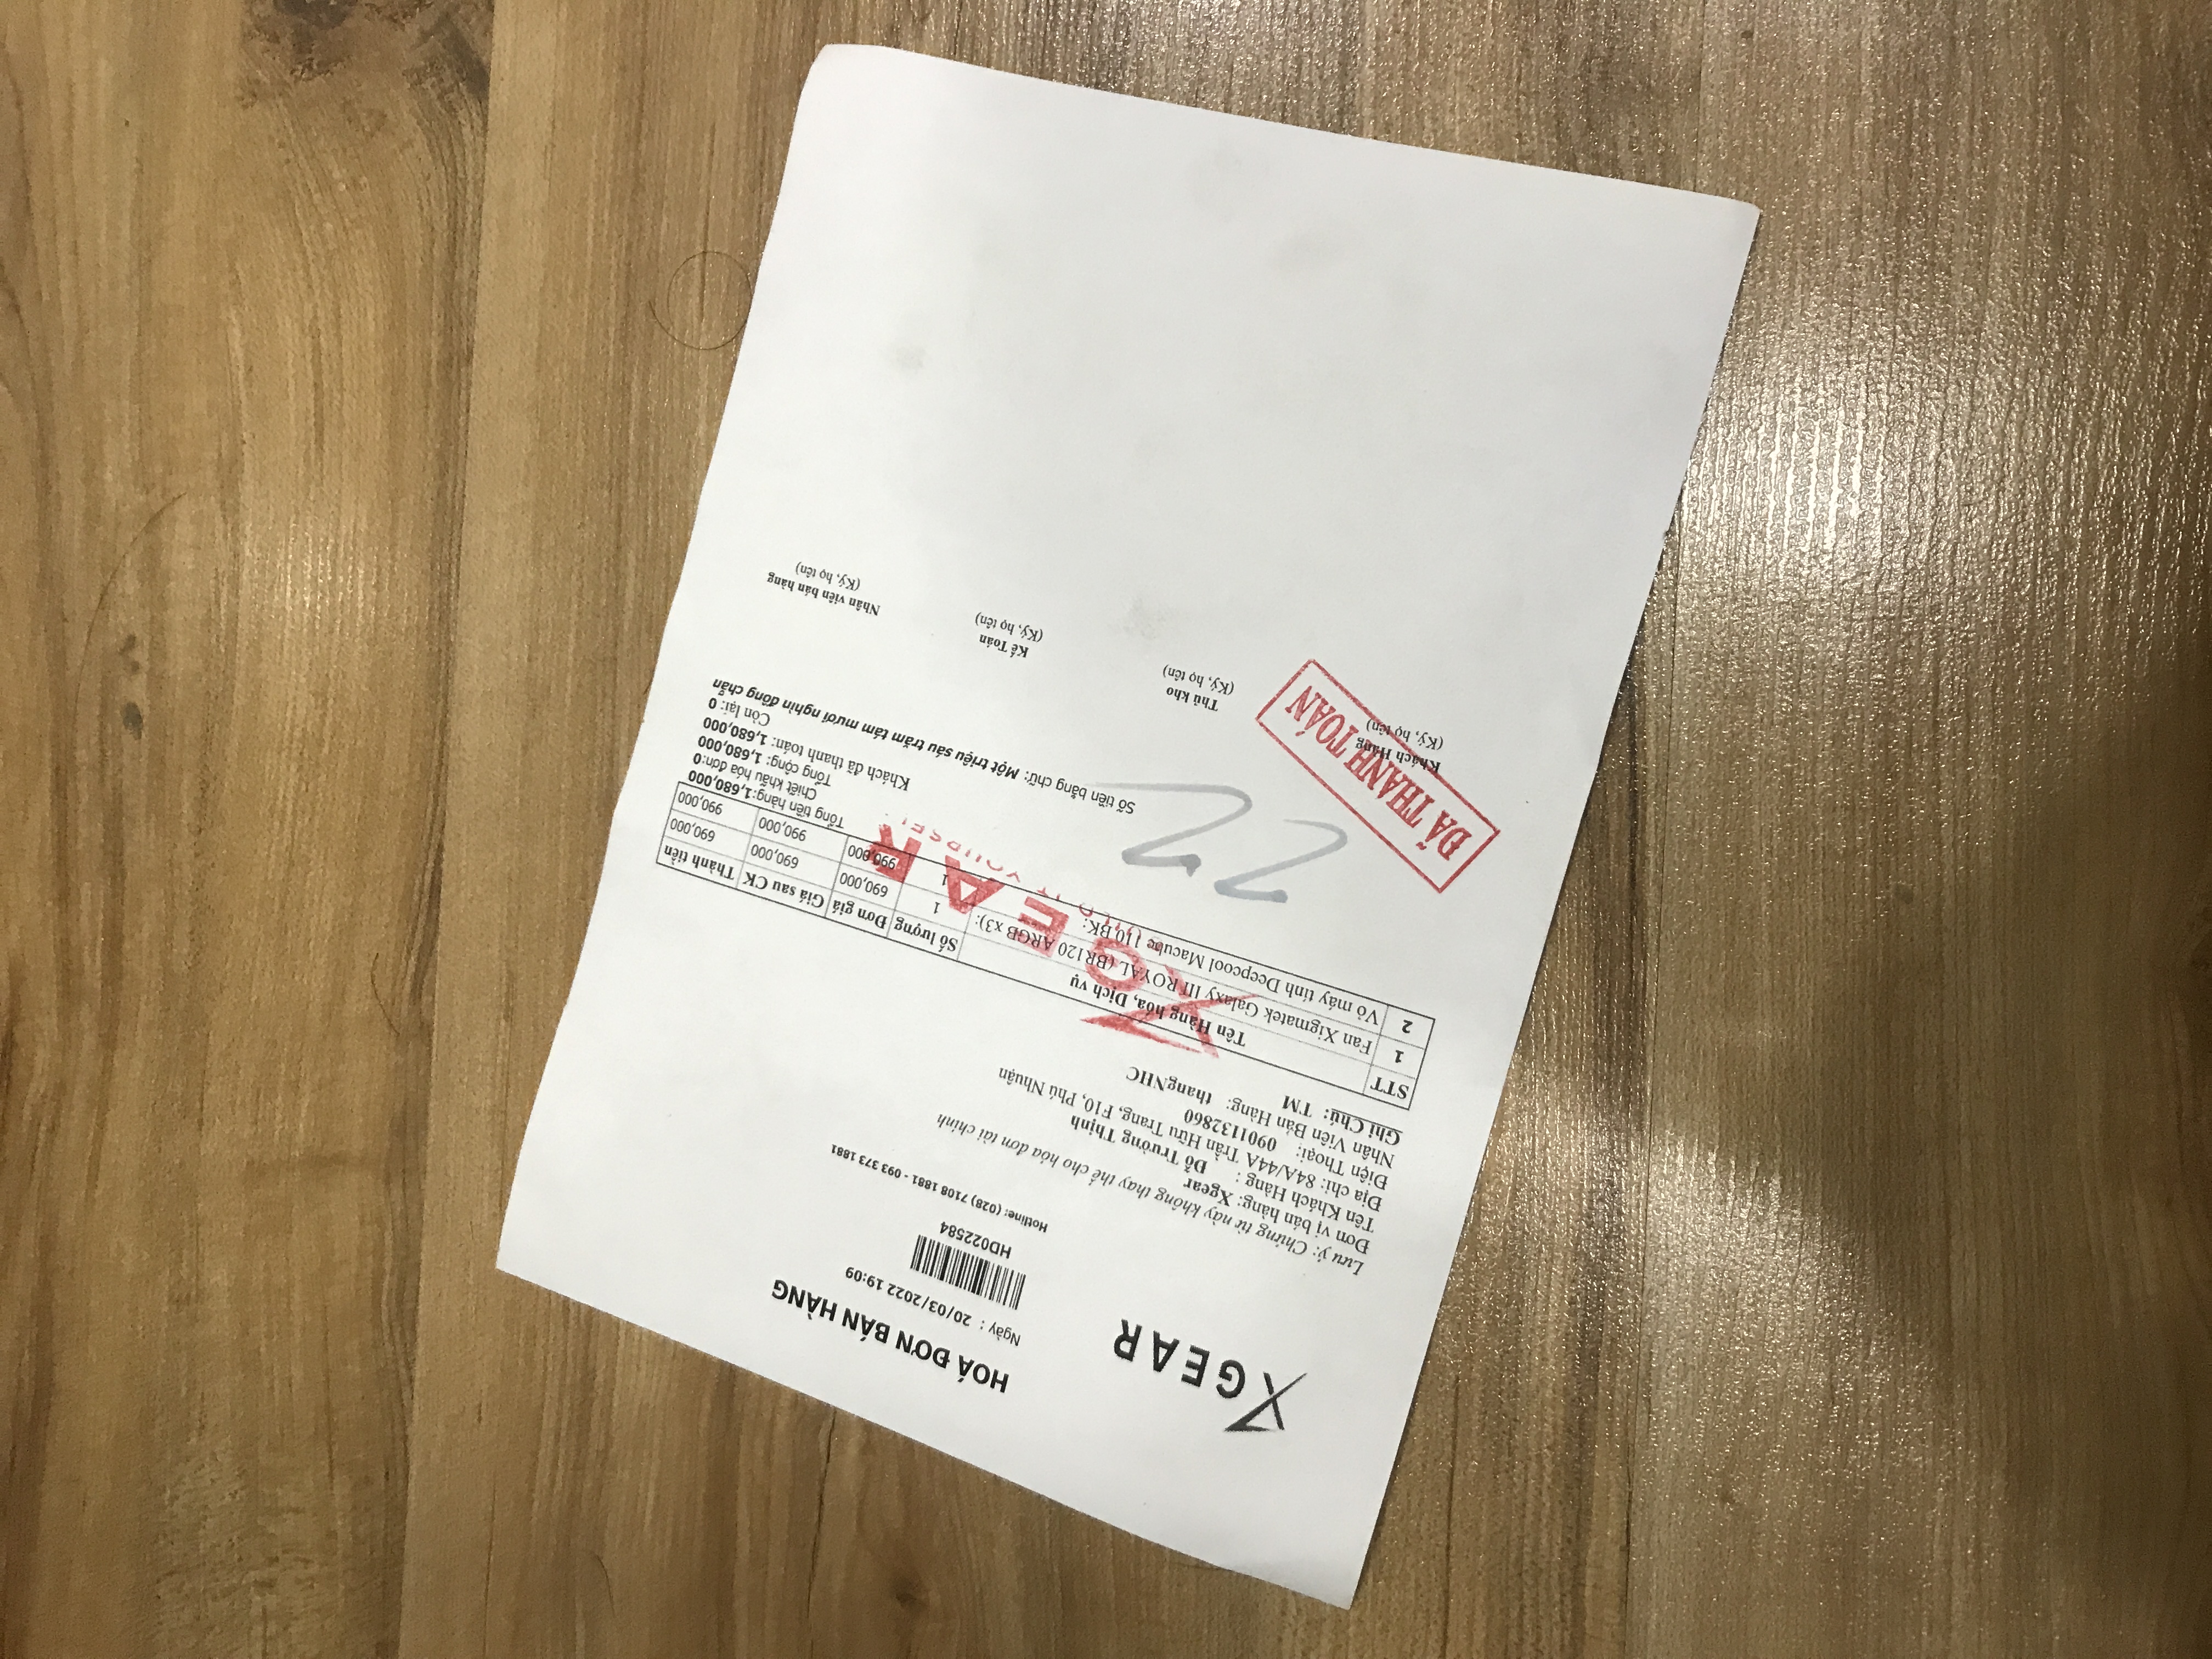 XGEAR
HOÁ ĐƠN BÁN HÀNG
Ngày : 20/03/2022 19:09
HD022584
Hotline: (028) 7108 1881 - 093 373 1881
Lưu ý: Chứng từ này không thay thế cho hóa đơn tài chính
Đơn vị bán hàng: Xgear
Tên Khách Hàng : Đỗ Trường Thịnh
Địa chỉ: 84A/44A Trần Hữu Trang, F10, Phú Nhuận
Điện Thoại: 0901132860
Nhân Viên Bán Hàng: thangNIIC
Ghi Chú: TM
STT Tên Hàng hóa, Dịch vụ Số lượng Đơn giá Giá sau CK Thành tiền
1 Fan Xigmatek Galaxy III ROYAL (BR120 ARGB x3): 1 690,000 690,000 690,000
2 Vỏ máy tính Deepcool Macube 110 BK: 1 990,000 990,000 990,000
XGEAR
YOURSELF
Tổng tiền hàng:1,680,000
Chiết khấu hóa đơn:0
Tổng cộng: 1,680,000
Khách đã thanh toán: 1,680,000
Còn lại: 0
Số tiền bằng chữ: Một triệu sáu trăm tám mươi nghìn đồng chẵn
22
ĐÃ THANH TOÁN
Khách Hàng Thủ kho Kế Toán Nhân viên bán hàng
(Ký, họ tên) (Ký, họ tên) (Ký, họ tên) (Ký, họ tên)